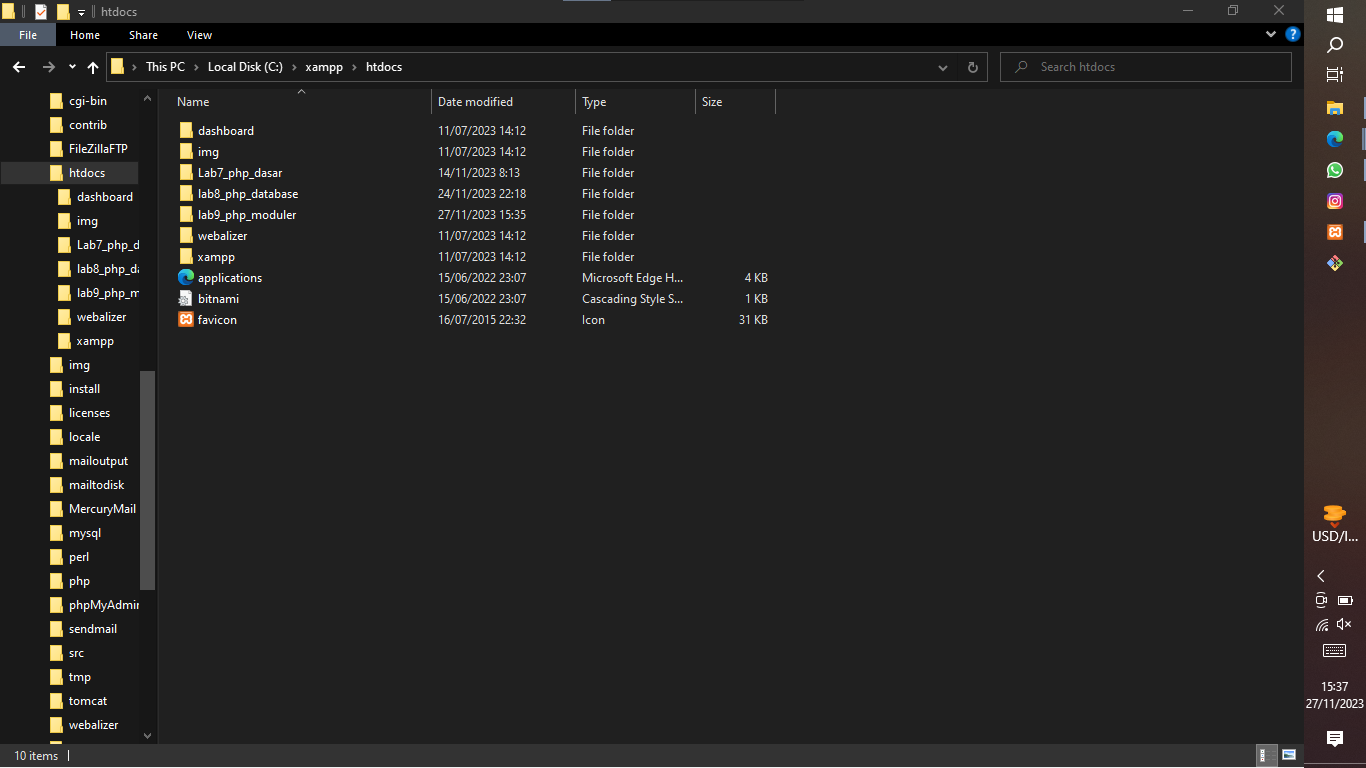 htdocs
File Home Share View
This PC Local Disk (C:) xampp htdocs
Search htdocs
cgi-bin
contrib
FileZillaFTP
htdocs
dashboard
img
Lab7_php_d
lab8_php_da
lab9_php_m
webalizer
xampp
img
install
licenses
locale
mailoutput
mailtodisk
MercuryMail
mysql
perl
php
phpMyAdmin
sendmail
src
tmp
tomcat
webalizer
Name Date modified Type Size
dashboard 11/07/2023 14:12 File folder
img 11/07/2023 14:12 File folder
Lab7_php_dasar 14/11/2023 8:13 File folder
lab8_php_database 24/11/2023 22:18 File folder
lab9_php_moduler 27/11/2023 15:35 File folder
webalizer 11/07/2023 14:12 File folder
xampp 11/07/2023 14:12 File folder
applications 15/06/2022 23:07 Microsoft Edge H... 4 KB
bitnami 15/06/2022 23:07 Cascading Style S... 1 KB
favicon 16/07/2015 22:32 Icon 31 KB
10 items
USD/I...
15:37
27/11/2023